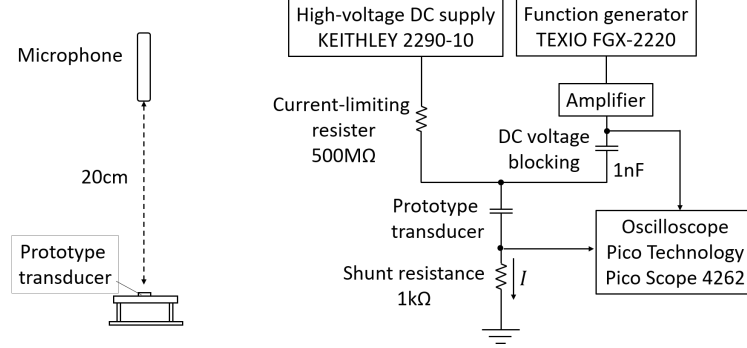 Microphone
20cm
Prototype
transducer
High-voltage DC supply
KEITHLEY 2290-10
Function generator
TEXIO FGX-2220
Current-limiting
resister
500MΩ
Amplifier
DC voltage
blocking
1nF
Prototype
transducer
Shunt resistance
1kΩ
I
Oscilloscope
Pico Technology
Pico Scope 4262